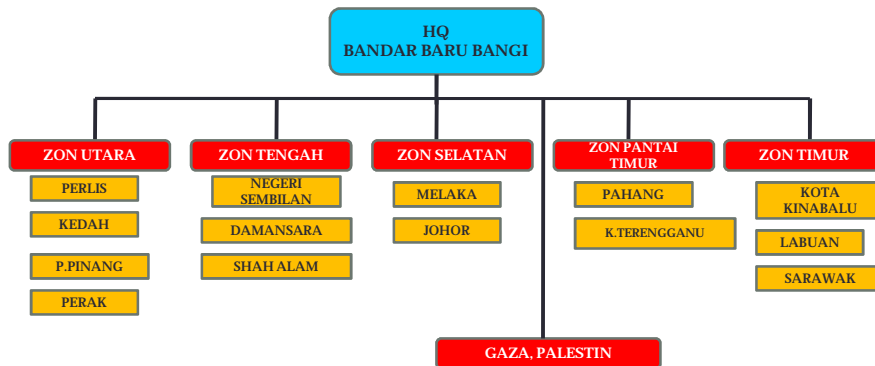 HQ
BANDAR BARU BANGI
ZON UTARA
PERLIS
KEDAH
P.PINANG
PERAK
ZON TENGAH
NEGERI
SEMBILAN
DAMANSARA
SHAH ALAM
ZON SELATAN
MELAKA
JOHOR
ZON PANTAI
TIMUR
PAHANG
K.TERENGGANU
ZON TIMUR
KOTA
KINABALU
LABUAN
SARAWAK
GAZA, PALESTIN